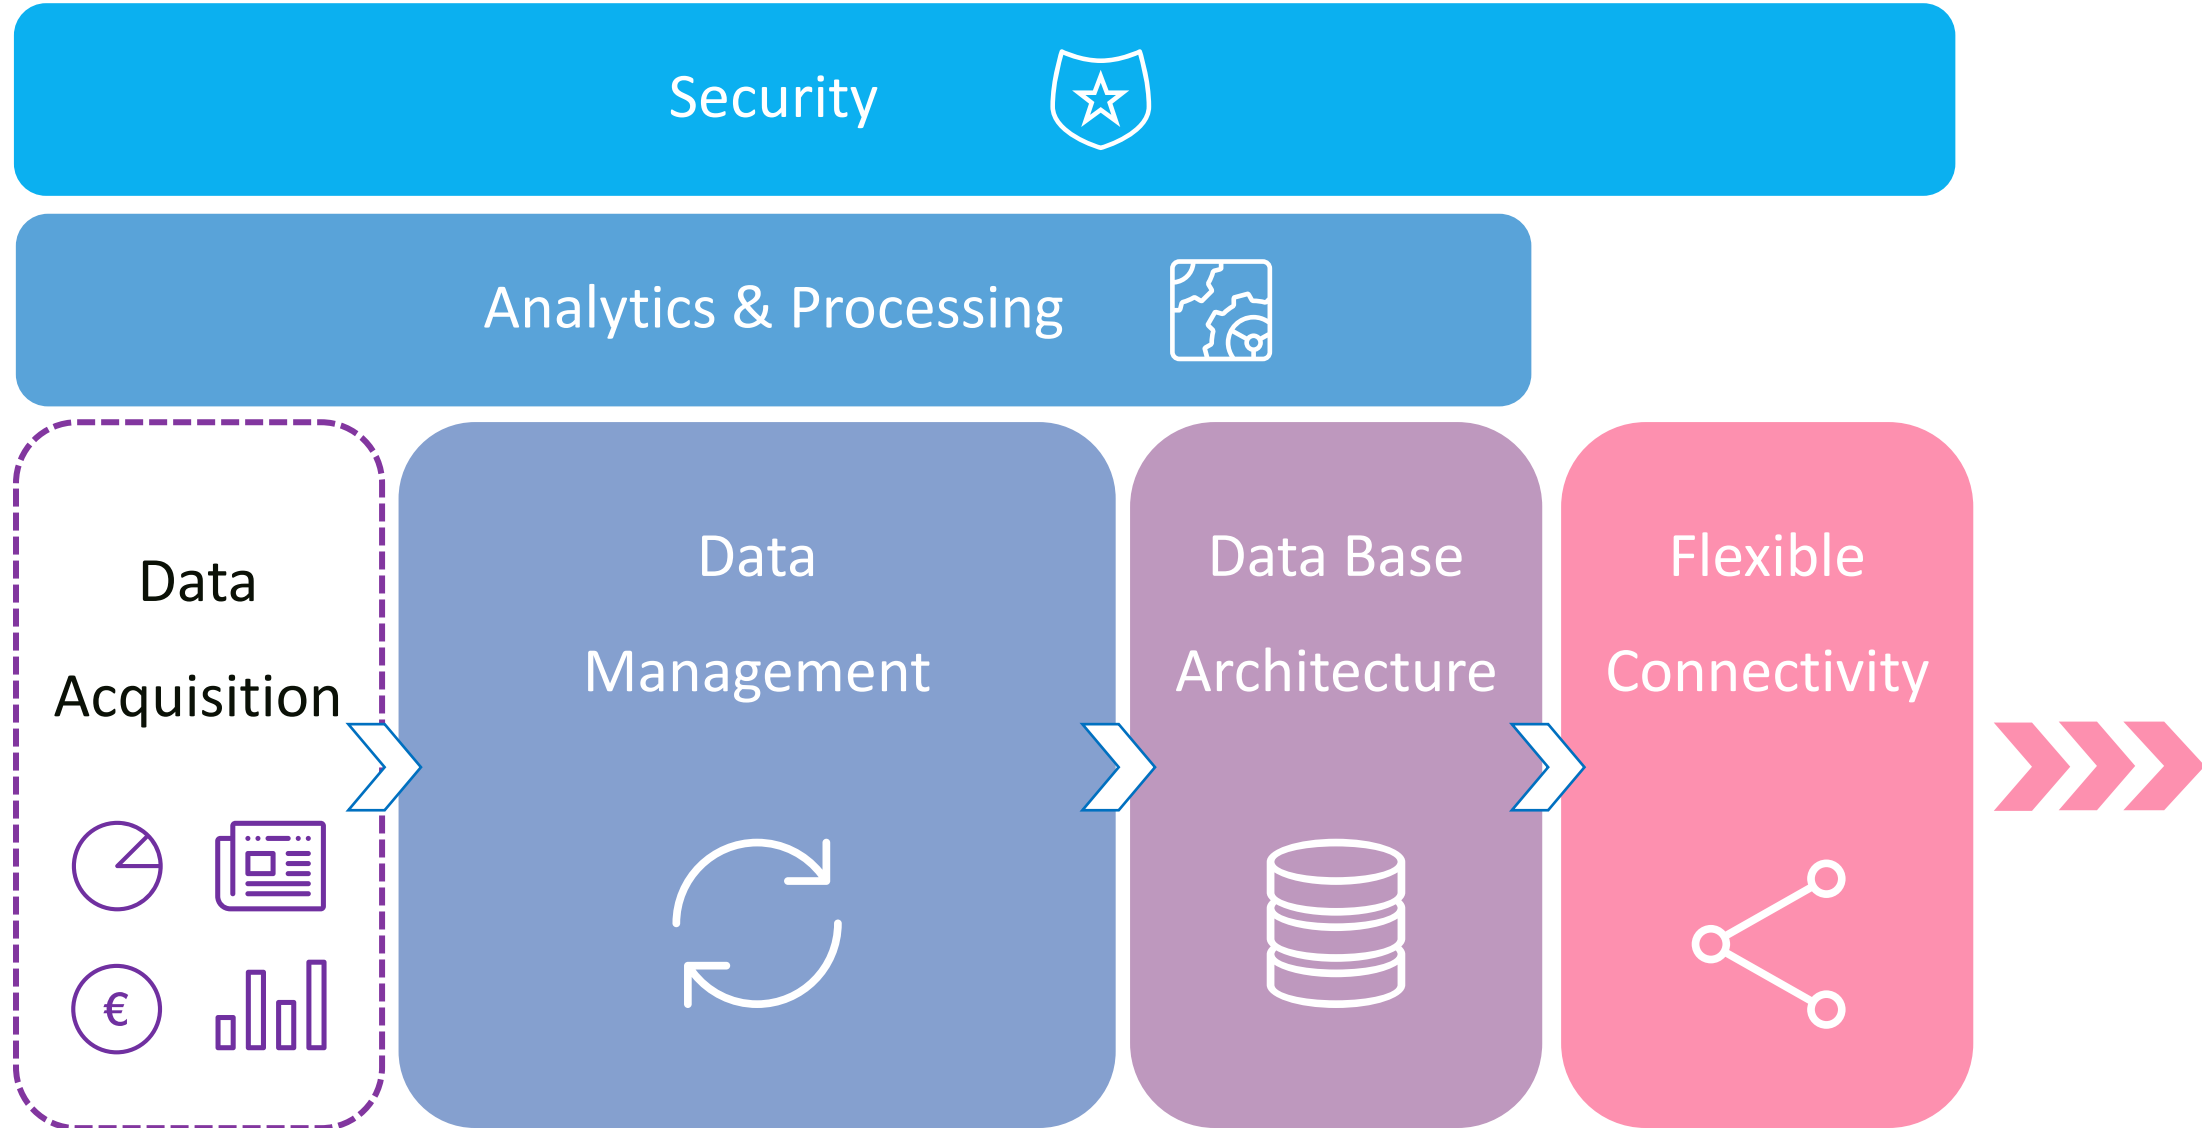 Security
Analytics & Processing
Data
Acquisition
€
Data
Management
Data Base
Architecture
Flexible
Connectivity